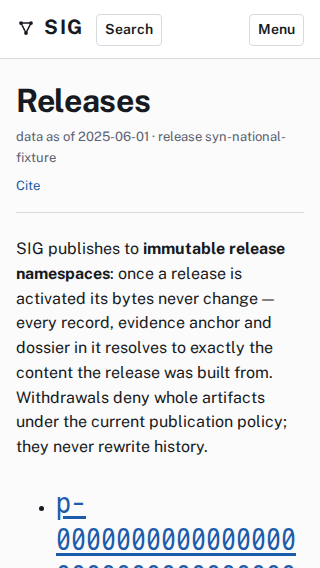 SIG Search Menu
Releases
data as of 2025-06-01 · release syn-national-
fixture
Cite
SIG publishes to immutable release
namespaces: once a release is
activated its bytes never change —
every record, evidence anchor and
dossier in it resolves to exactly the
content the release was built from.
Withdrawals deny whole artifacts
under the current publication policy;
they never rewrite history.
p-
0000000000000000